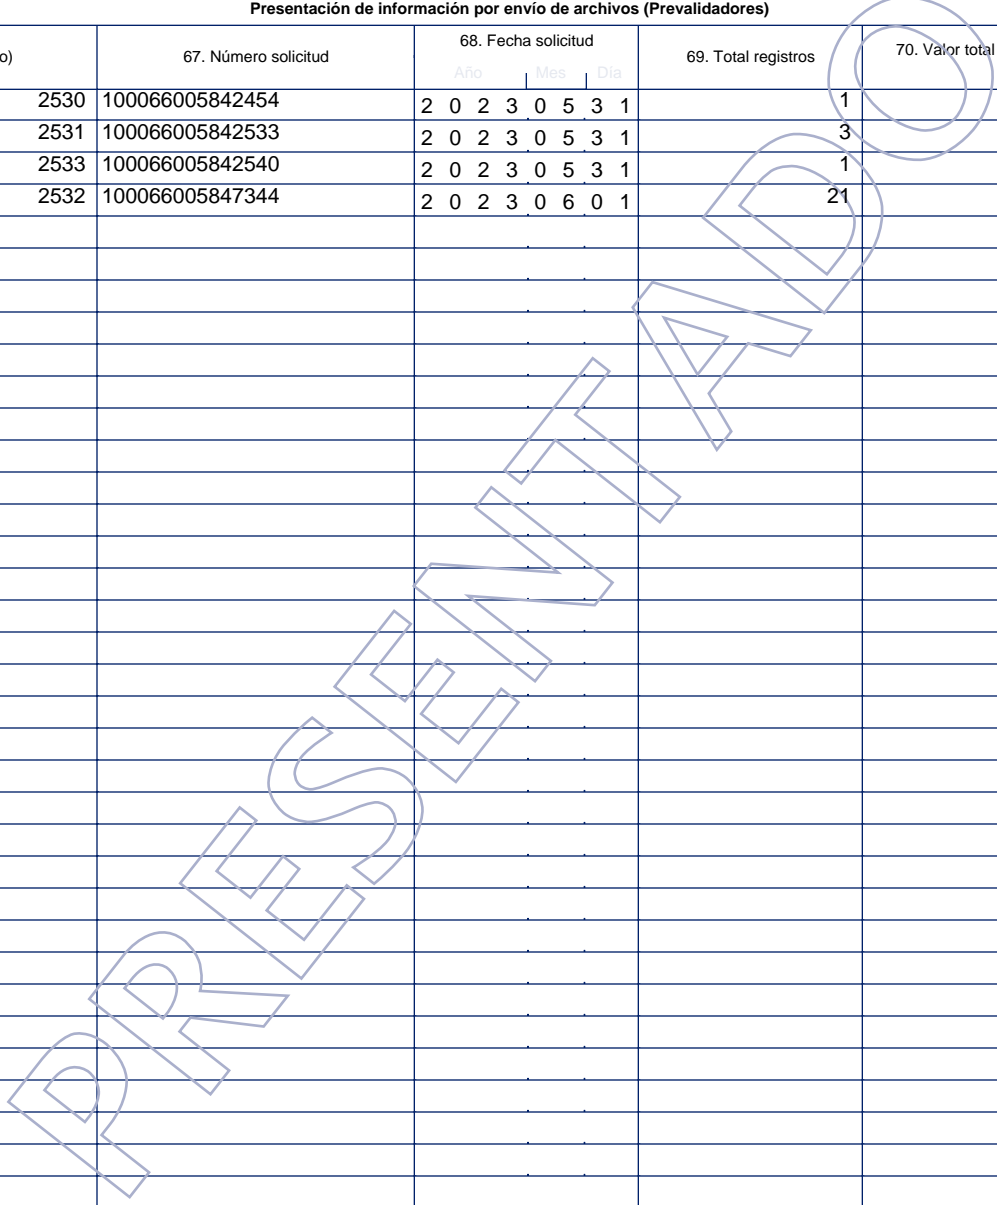 Presentación de información por envío de archivos (Prevalidadores)
o) 67. Número solicitud 68. Fecha solicitud 69. Total registros 70. Valor total
Año Mes Día
2530 100066005842454 2 0 2 3 0 5 3 1 1
2531 100066005842533 2 0 2 3 0 5 3 1 3
2533 100066005842540 2 0 2 3 0 5 3 1 1
2532 100066005847344 2 0 2 3 0 6 0 1 21
PRESENTADO